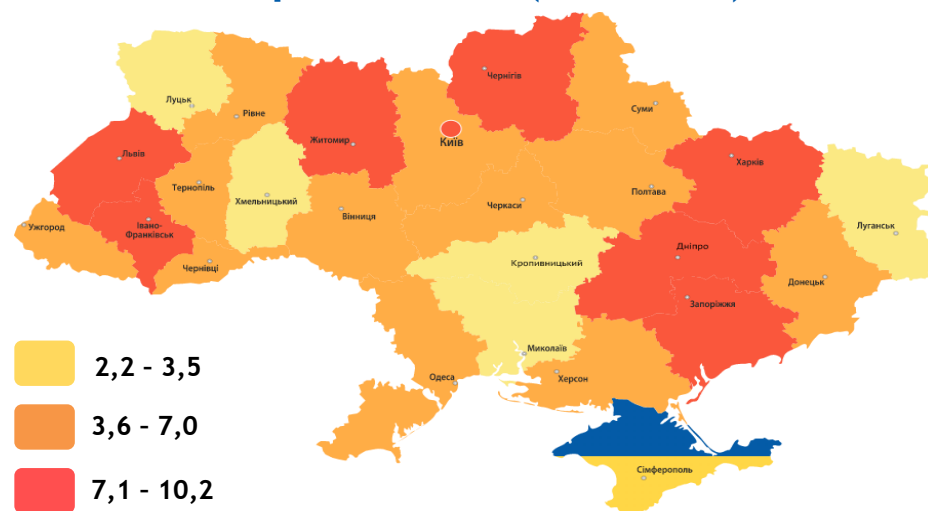 Чернігів
Луцьк
Рівне
Суми
Житомир
Київ
Львів
Харків
Тернопіль
Хмельницький
Полтава
Вінниця
Черкаси
Ужгород
Івано-
Франківськ
Луганськ
Дніпро
Чернівці
Кропивницький
Донецьк
Запоріжжя
Миколаїв
2,2 - 3,5
Одеса
Херсон
3,6 - 7,0
Сімферополь
7,1 - 10,2